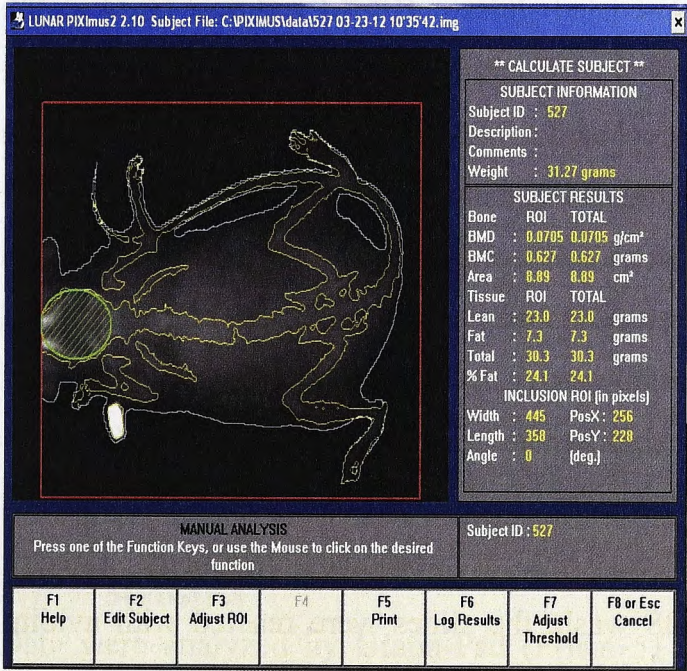 LUNAR PIXImus2 2.10 Subject File: C:\PIXIMUS\data\527 03-23-12 10'35'42.img
** CALCULATE SUBJECT **
SUBJECT INFORMATION
Subject ID : 527
Description :
Comments :
Weight : 31.27 grams
SUBJECT RESULTS
Bone ROI TOTAL
BMD : 0.0705 0.0705 g/cm²
BMC : 0.627 0.627 grams
Area : 8.89 8.89 cm²
Tissue ROI TOTAL
Lean : 23.0 23.0 grams
Fat : 7.3 7.3 grams
Total : 30.3 30.3 grams
% Fat : 24.1 24.1
INCLUSION ROI (in pixels)
Width : 445 PosX : 256
Length : 358 PosY : 228
Angle : 0 (deg.)
MANUAL ANALYSIS
Press one of the Function Keys, or use the Mouse to click on the desired
function
Subject ID : 527
F1 Help
F2 Edit Subject
F3 Adjust ROI
F4
F5 Print
F6 Log Results
F7 Adjust Threshold
F8 or Esc Cancel